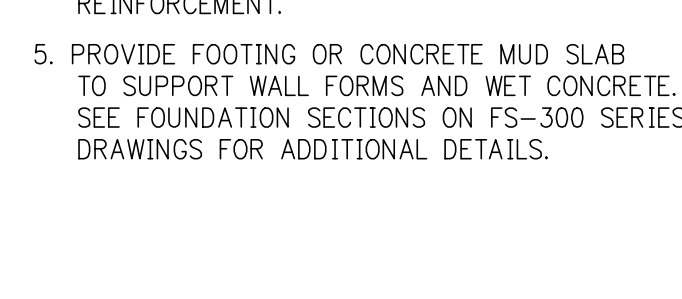 REINFORCEMENT.
5. PROVIDE FOOTING OR CONCRETE MUD SLAB
TO SUPPORT WALL FORMS AND WET CONCRETE.
SEE FOUNDATION SECTIONS ON FS-300 SERIES
DRAWINGS FOR ADDITIONAL DETAILS.